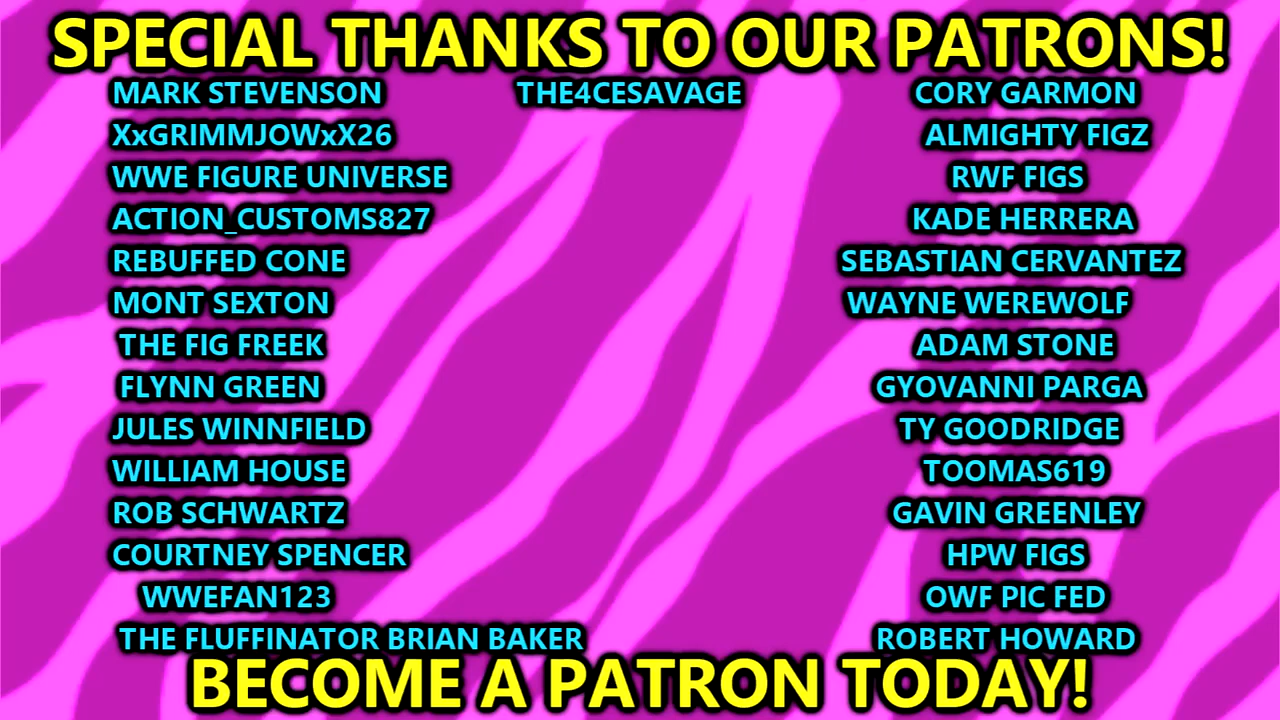 SPECIAL THANKS TO OUR PATRONS!
MARK STEVENSON
XxGRIMMJOWxX26
WWE FIGURE UNIVERSE
ACTION_CUSTOMS827
REBUFFED CONE
MONT SEXTON
THE FIG FREEK
FLYNN GREEN
JULES WINNFIELD
WILLIAM HOUSE
ROB SCHWARTZ
COURTNEY SPENCER
WWEFAN123
THE FLUFFINATOR BRIAN BAKER
THE4CESAVAGE
CORY GARMON
ALMIGHTY FIGZ
RWF FIGS
KADE HERRERA
SEBASTIAN CERVANTEZ
WAYNE WEREWOLF
ADAM STONE
GYOVANNI PARGA
TY GOODRIDGE
TOOMAS619
GAVIN GREENLEY
HPW FIGS
OWF PIC FED
ROBERT HOWARD
BECOME A PATRON TODAY!